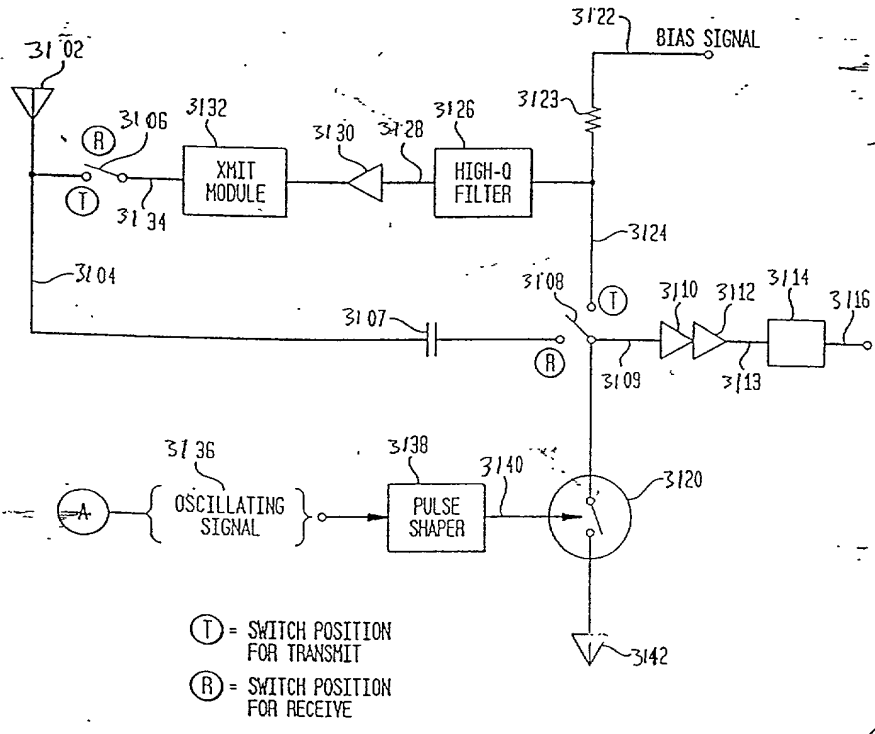 3122
BIAS SIGNAL
3102
3123
3132
3126
3106
3130
3128
R
XMIT
MODULE
HIGH-Q
FILTER
T
3134
3124
3104
3108
T
3110
3112
3114
3116
3107
R
3109
3113
3136
3138
3140
3120
A
OSCILLATING
SIGNAL
PULSE
SHAPER
T = SWITCH POSITION
FOR TRANSMIT
3142
R = SWITCH POSITION
FOR RECEIVE